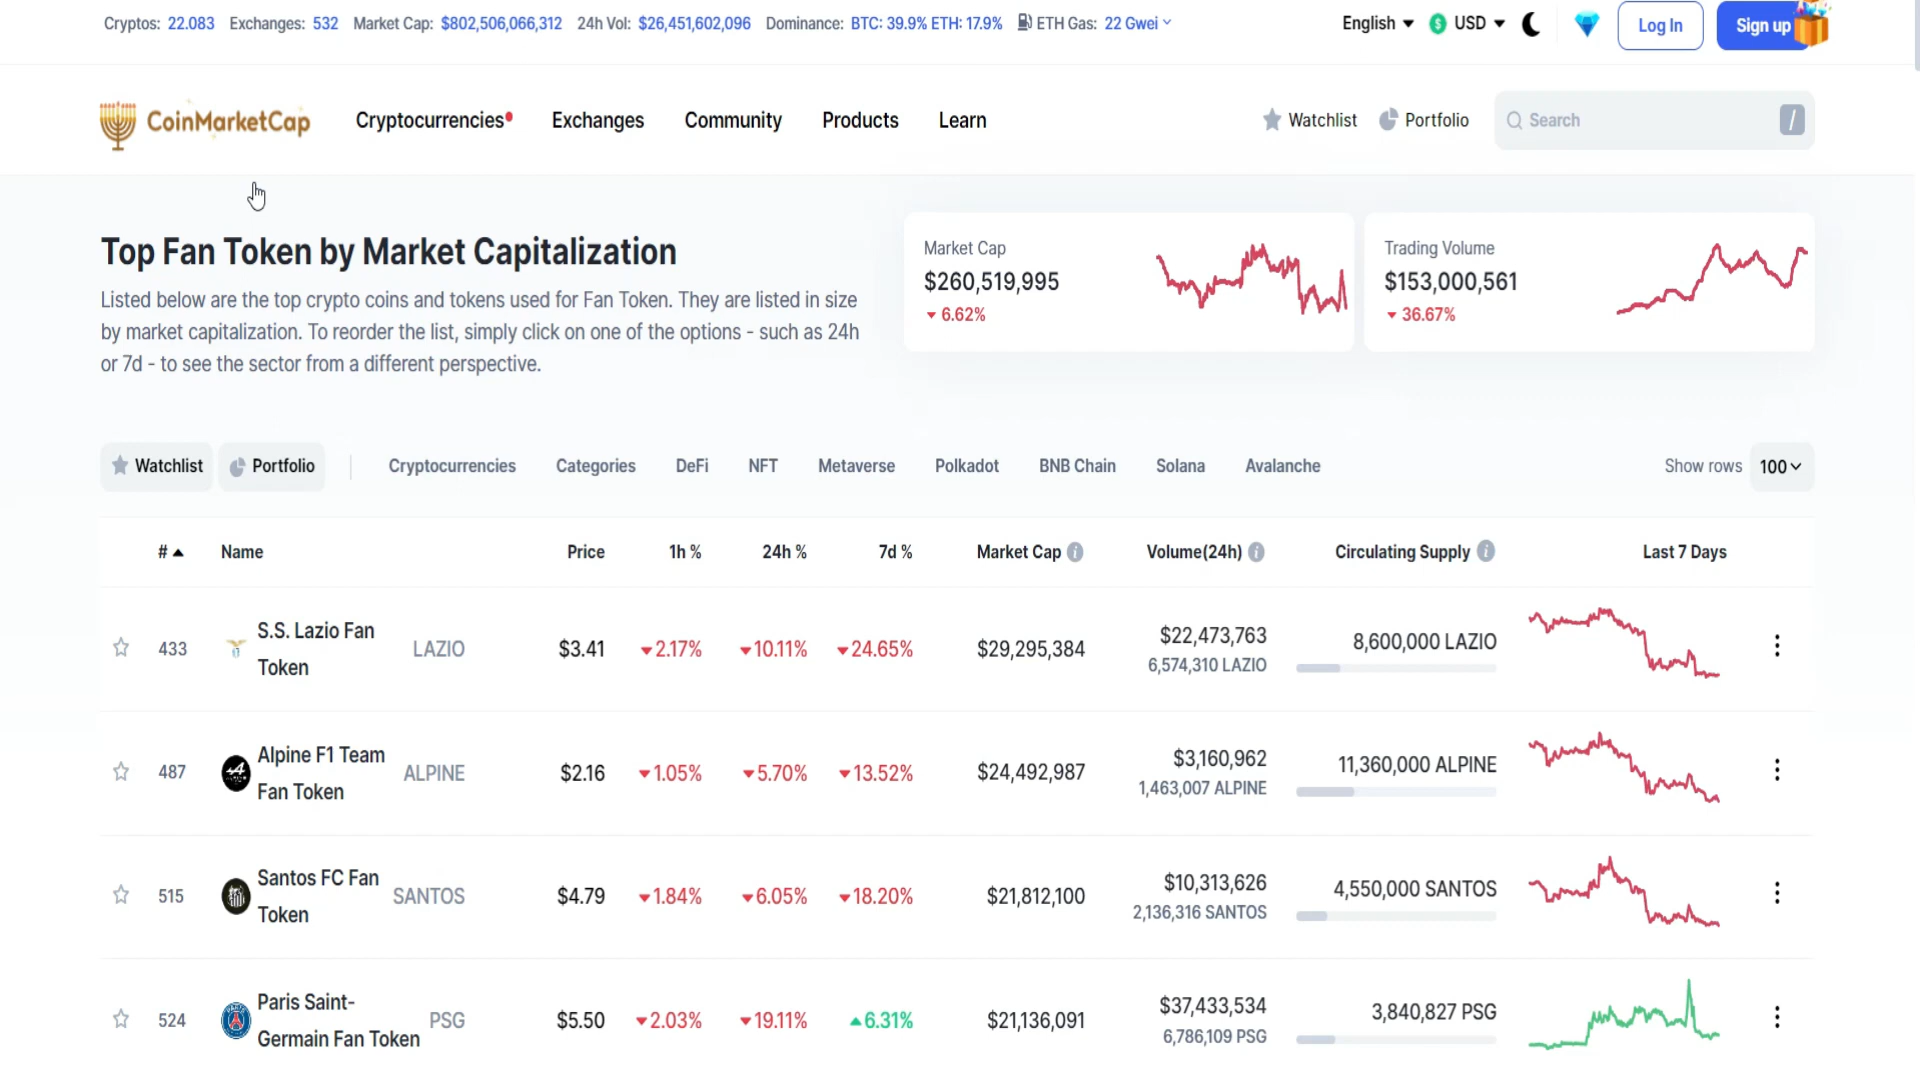 Cryptos: 22.083 Exchanges: 532 Market Cap: $802,506,066,312 24h Vol: $26,451,602,096 Dominance: BTC: 39.9% ETH: 17.9% ETH Gas: 22 Gwei English $ USD Log In Sign up
CoinMarketCap Cryptocurrencies Exchanges Community Products Learn Watchlist Portfolio Search /
Top Fan Token by Market Capitalization
Listed below are the top crypto coins and tokens used for Fan Token. They are listed in size
by market capitalization. To reorder the list, simply click on one of the options - such as 24h
or 7d - to see the sector from a different perspective.
Market Cap
$260,519,995
6.62%
Trading Volume
$153,000,561
36.67%
Watchlist Portfolio Cryptocurrencies Categories DeFi NFT Metaverse Polkadot BNB Chain Solana Avalanche Show rows 100
# Name Price 1h % 24h % 7d % Market Cap i Volume(24h) i Circulating Supply i Last 7 Days
433 S.S. Lazio Fan
Token LAZIO $3.41 2.17% 10.11% 24.65% $29,295,384 $22,473,763
6,574,310 LAZIO 8,600,000 LAZIO
487 Alpine F1 Team
Fan Token ALPINE $2.16 1.05% 5.70% 13.52% $24,492,987 $3,160,962
1,463,007 ALPINE 11,360,000 ALPINE
515 Santos FC Fan
Token SANTOS $4.79 1.84% 6.05% 18.20% $21,812,100 $10,313,626
2,136,316 SANTOS 4,550,000 SANTOS
524 Paris Saint-
Germain Fan Token PSG $5.50 2.03% 19.11% 6.31% $21,136,091 $37,433,534
6,786,109 PSG 3,840,827 PSG